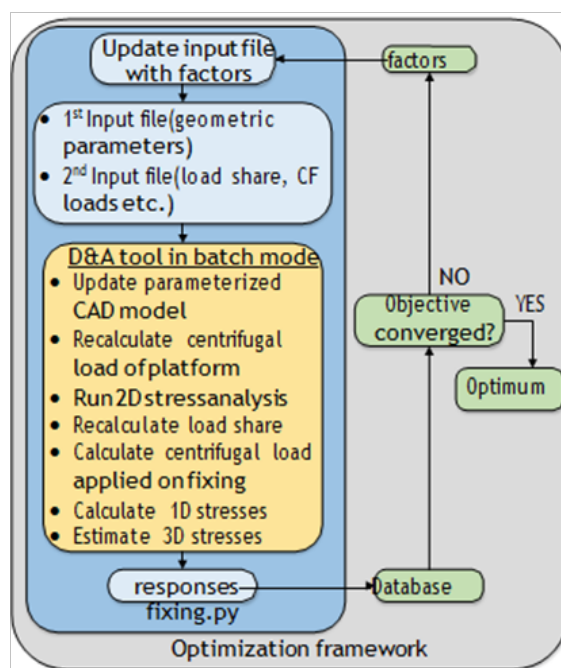 Update input file
with factors
factors
• 1st Input file(geometric
parameters)
• 2nd Input file(load share, CF
loads etc.)
D&A tool in batch mode
• Update parameterized
CAD model
• Recalculate centrifugal
load of platform
• Run 2D stressanalysis
• Recalculate load share
• Calculate centrifugal load
applied on fixing
• Calculate 1D stresses
• Estimate 3D stresses
responses
fixing.py
Database
Objective
converged?
NO
YES
Optimum
Optimization framework